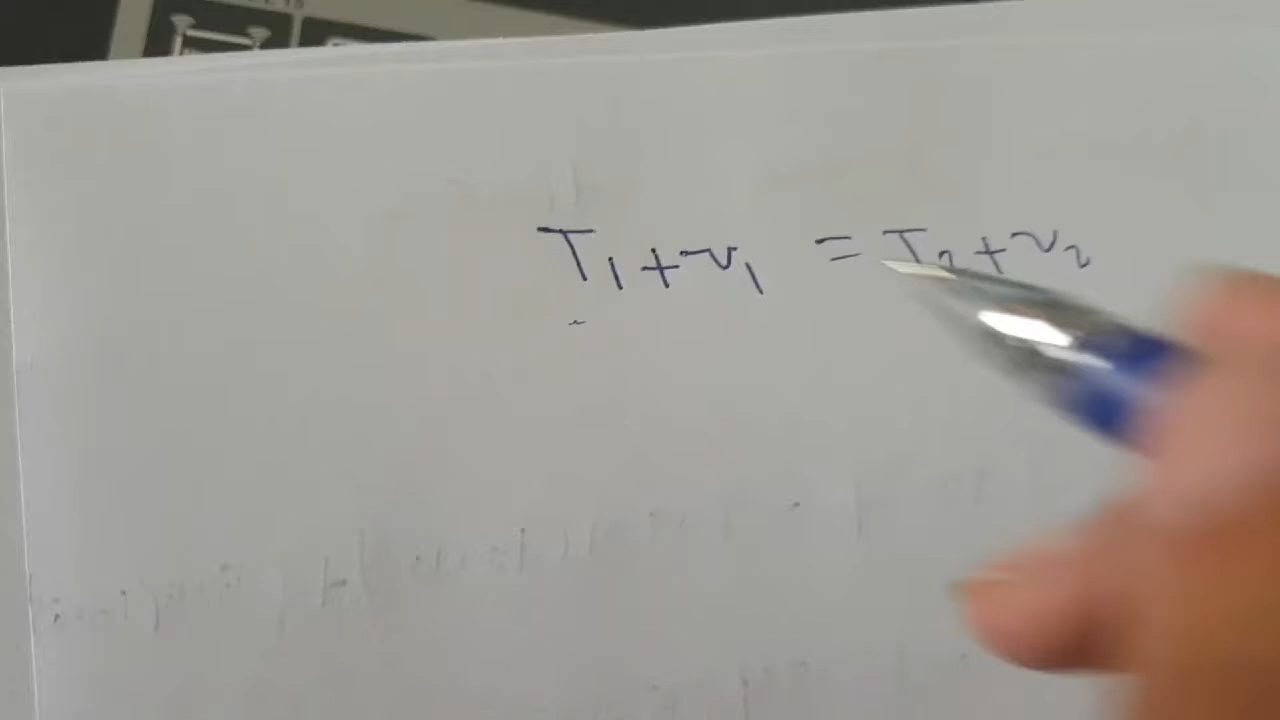 T₁+v₁ = T₂+v₂